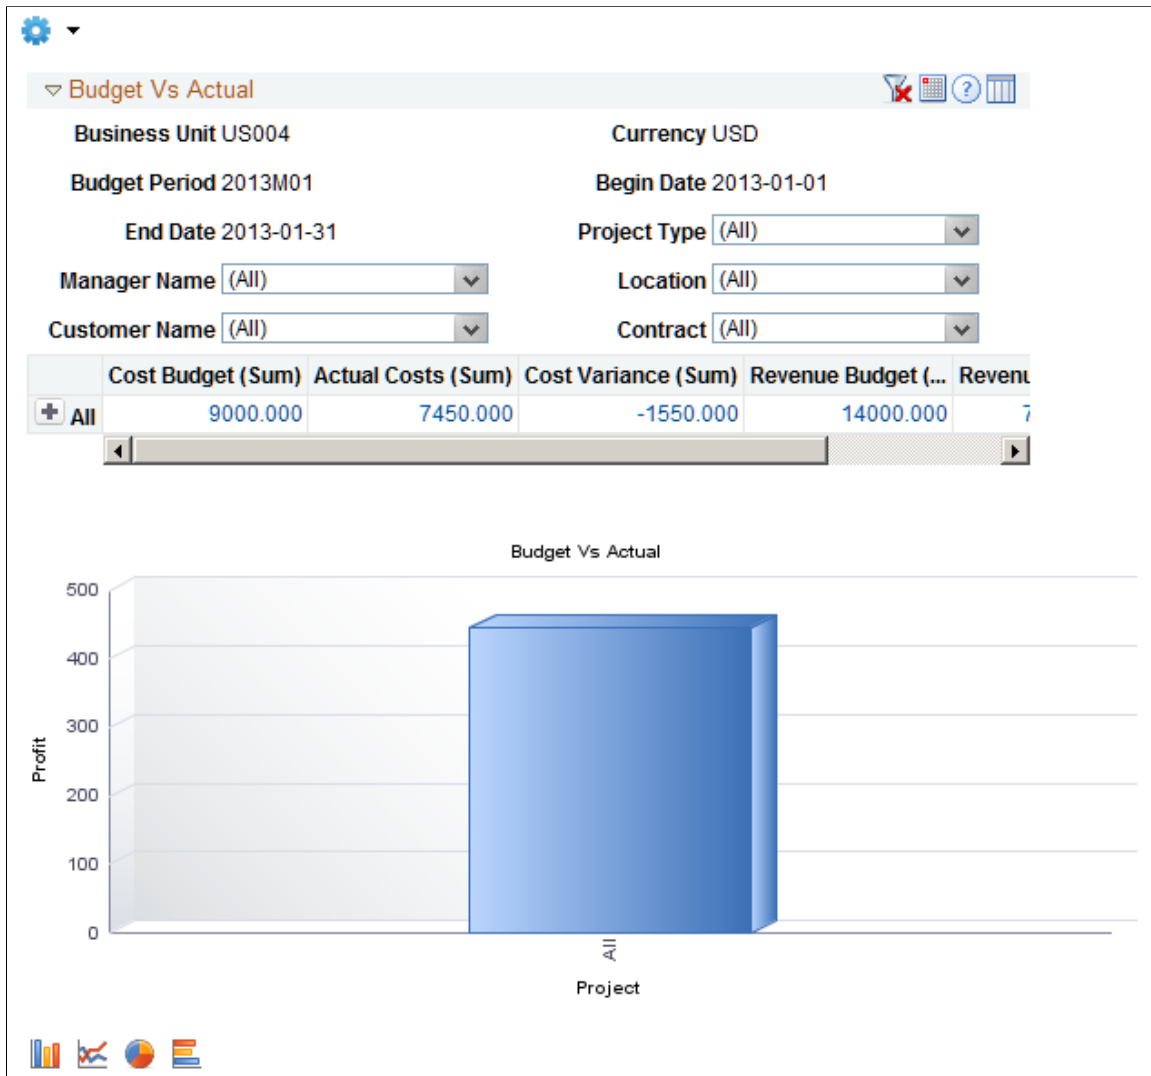 Budget Vs Actual
Business Unit US004 Currency USD
Budget Period 2013M01 Begin Date 2013-01-01
End Date 2013-01-31 Project Type (All)
Manager Name (All) Location (All)
Customer Name (All) Contract (All)
Cost Budget (Sum) Actual Costs (Sum) Cost Variance (Sum) Revenue Budget (...
All 9000.000 7450.000 -1550.000 14000.000
Budget Vs Actual
500
400
300
200
100
0
Profit
All
Project